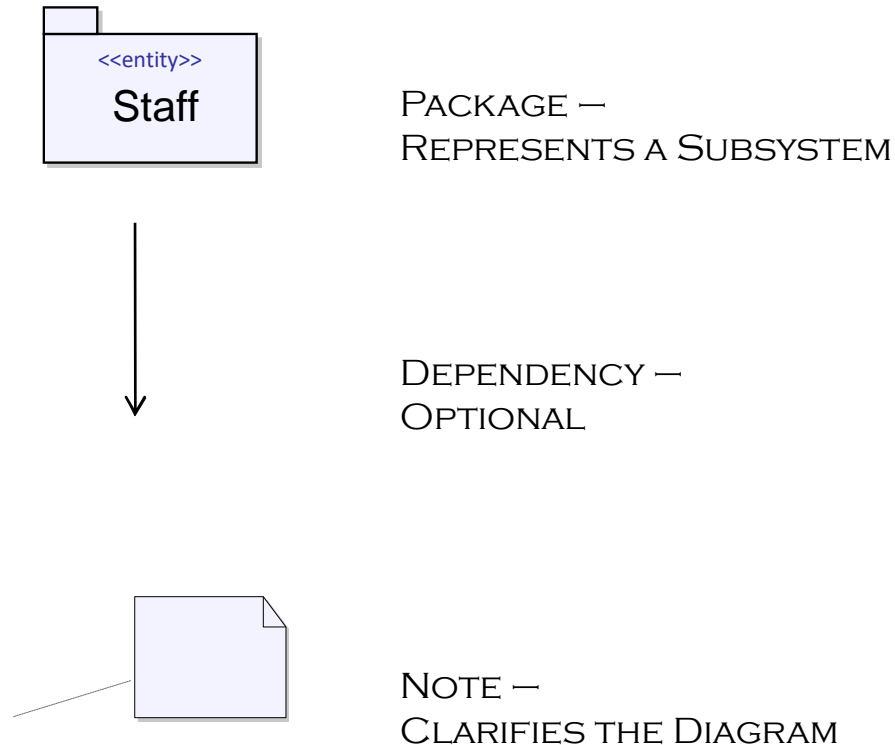 <<entity>>
Staff
PACKAGE –
REPRESENTS A SUBSYSTEM
DEPENDENCY –
OPTIONAL
NOTE –
CLARIFIES THE DIAGRAM